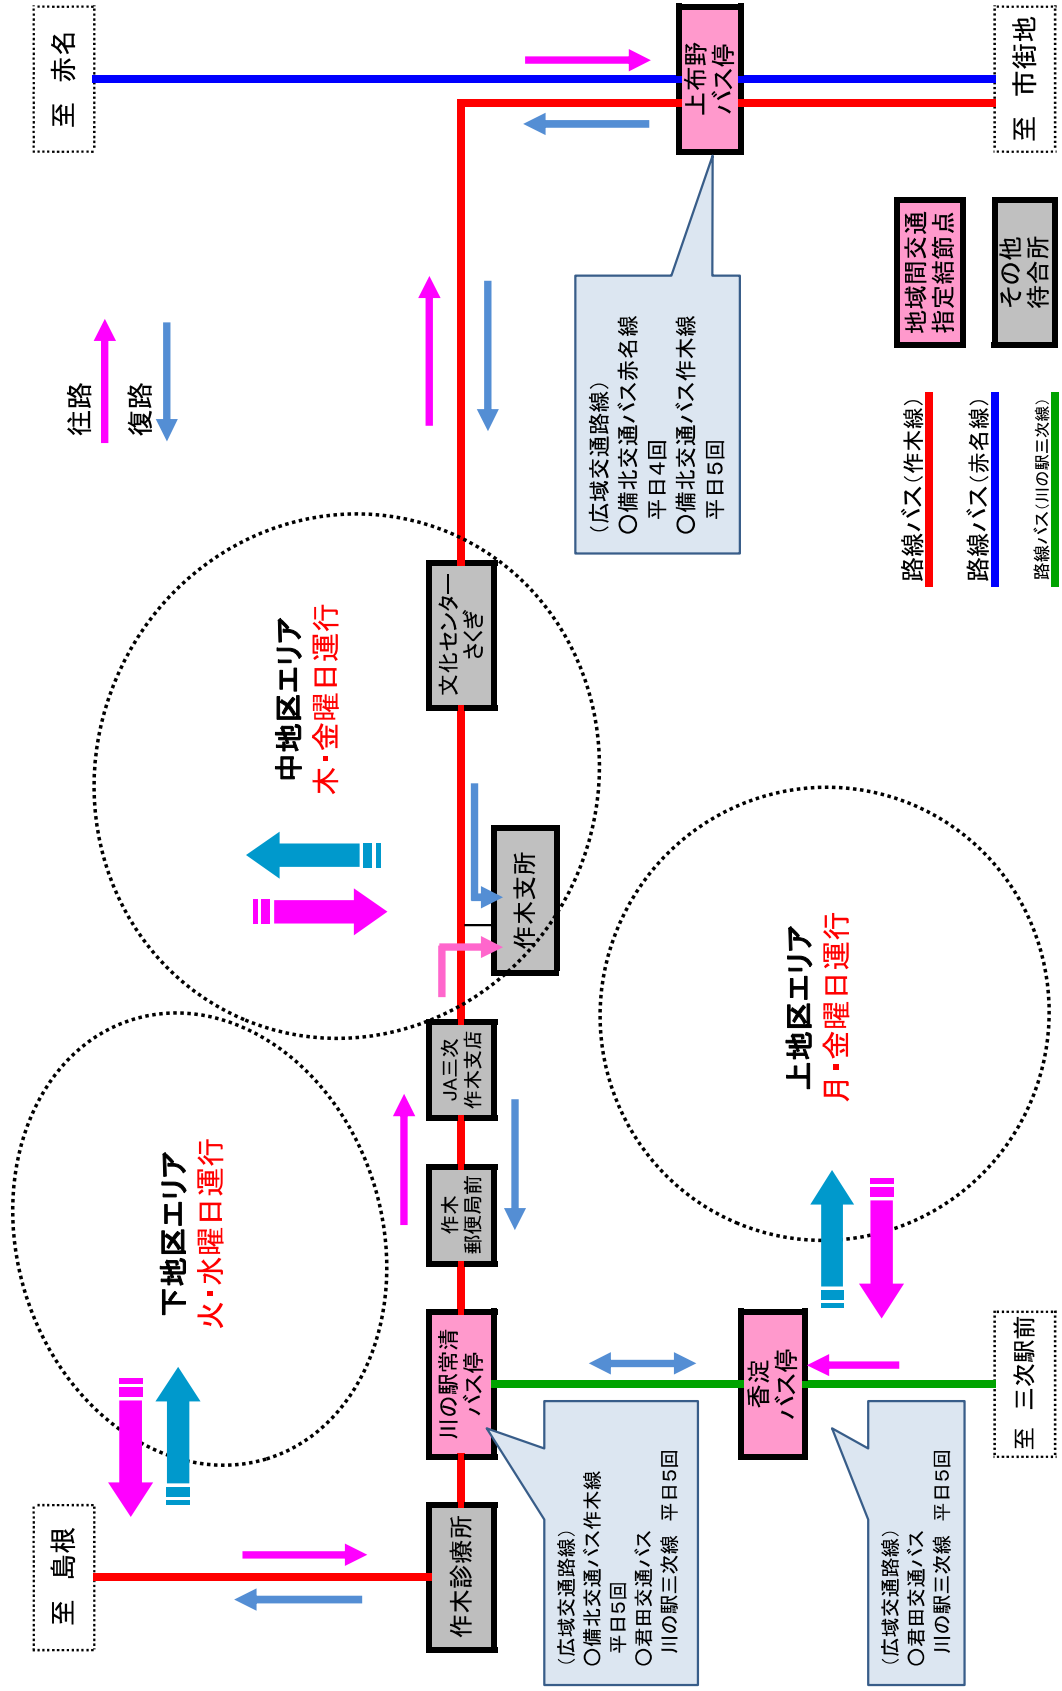 至 島根
至 赤名
下地区エリア
火・水曜日運行
中地区エリア
木・金曜日運行
往路
復路
作木診療所
川の駅常清
バス停
作木
郵便局前
JA三次
作木支店
作木支所
文化センター
さくぎ
上布野
バス停
(広域交通路線)
〇備北交通バス作木線
平日5回
〇君田交通バス
川の駅三次線 平日5回
(広域交通路線)
〇備北交通バス赤名線
平日4回
〇備北交通バス作木線
平日5回
香淀
バス停
上地区エリア
月・金曜日運行
(広域交通路線)
〇君田交通バス
川の駅三次線 平日5回
路線バス(作木線)
路線バス(赤名線)
路線バス(川の駅三次線)
地域間交通
指定結節点
その他
待合所
至 三次駅前
至 市街地